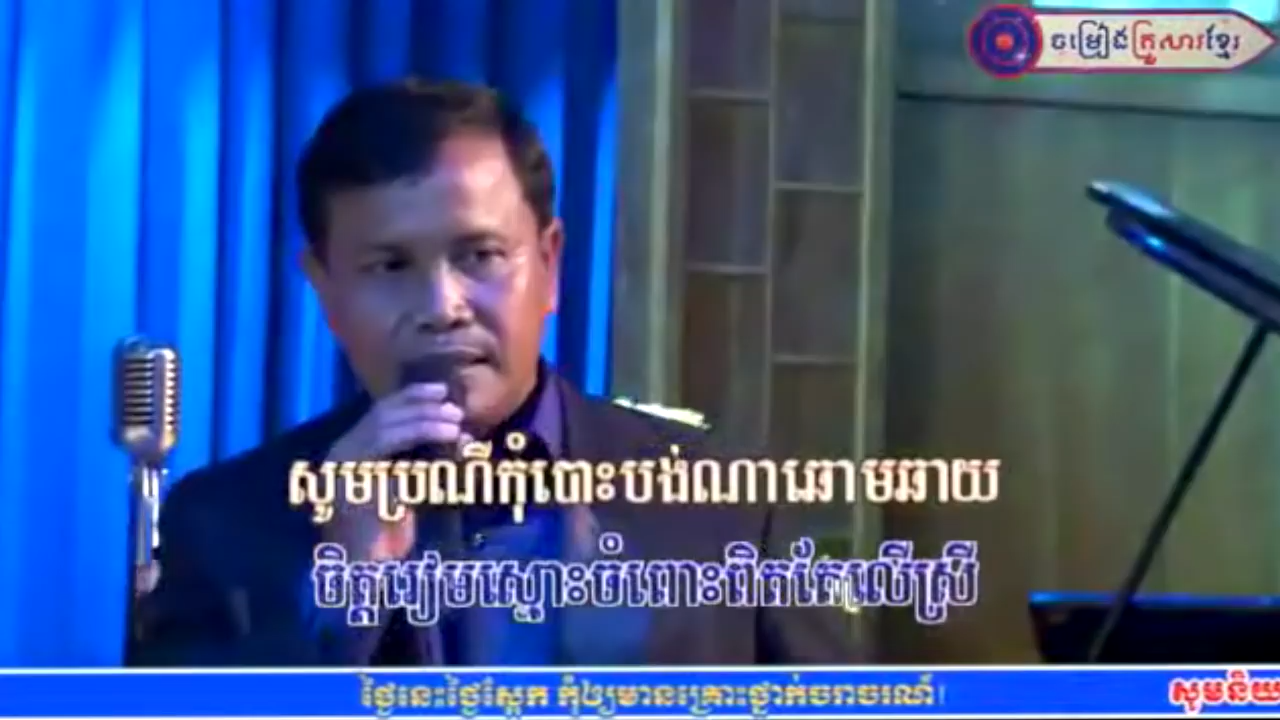 ចម្រៀងគ្រួសារខ្មែរ
សូមប្រណីកុំបោះបង់ណាឆោមឆាយ
ចិត្តរៀមស្មោះចំពោះពិតតែលើស្រី
ថ្ងៃនេះថ្ងៃស្អែក កុំឲ្យមានគ្រោះថ្នាក់ចរាចរណ៍!